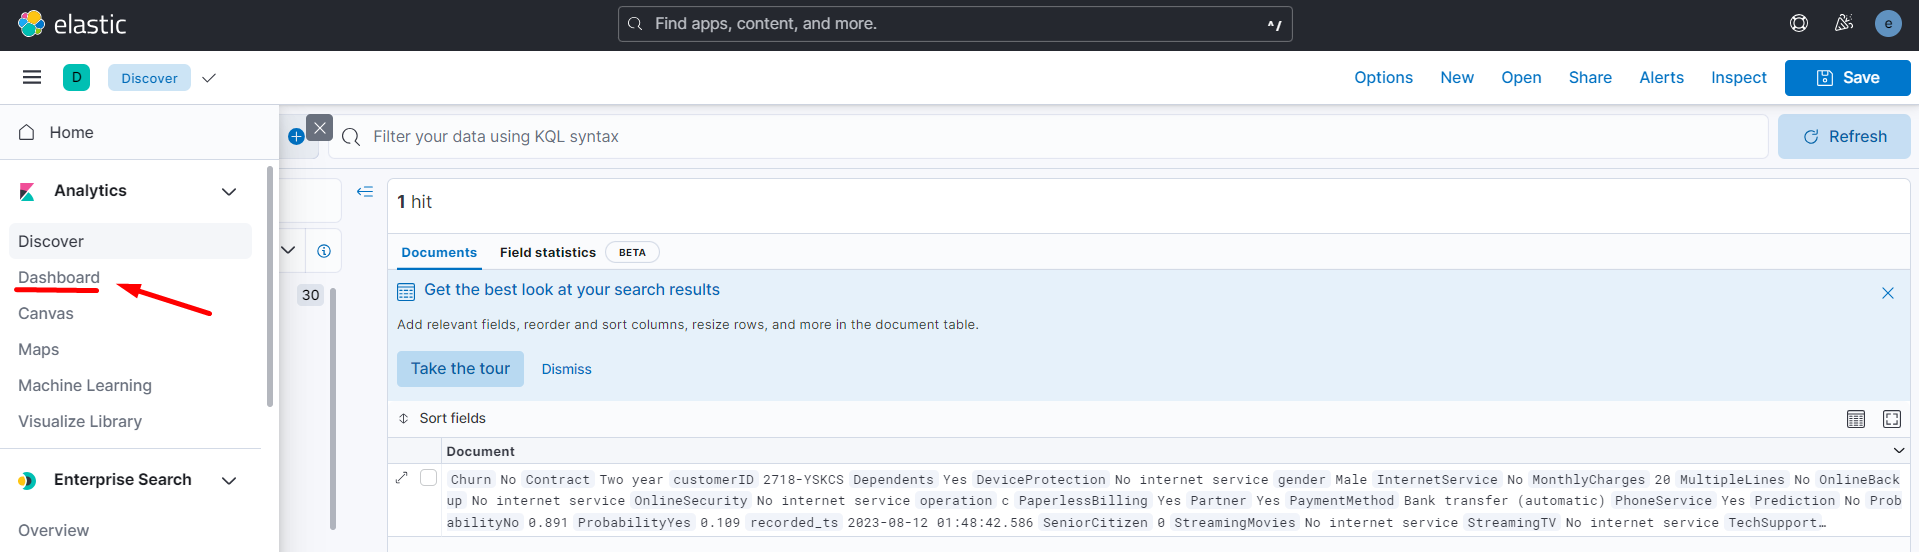 elastic
Find apps, content, and more.
^/
e
D
Discover
Options
New
Open
Share
Alerts
Inspect
Save
Home
Filter your data using KQL syntax
Refresh
Analytics
1 hit
Discover
Documents
Field statistics
BETA
Dashboard
30
Get the best look at your search results
Canvas
Add relevant fields, reorder and sort columns, resize rows, and more in the document table.
Maps
Take the tour
Dismiss
Machine Learning
Visualize Library
Sort fields
Document
Enterprise Search
Churn No Contract Two year customerID 2718-YSKCS Dependents Yes DeviceProtection No internet service gender Male InternetService No MonthlyCharges 20 MultipleLines No OnlineBack
up No internet service OnlineSecurity No internet service operation c PaperlessBilling Yes Partner Yes PaymentMethod Bank transfer (automatic) PhoneService Yes Prediction No Prob
abilityNo 0.891 ProbabilityYes 0.109 recorded_ts 2023-08-12 01:48:42.586 SeniorCitizen 0 StreamingMovies No internet service StreamingTV No internet service TechSupport…
Overview